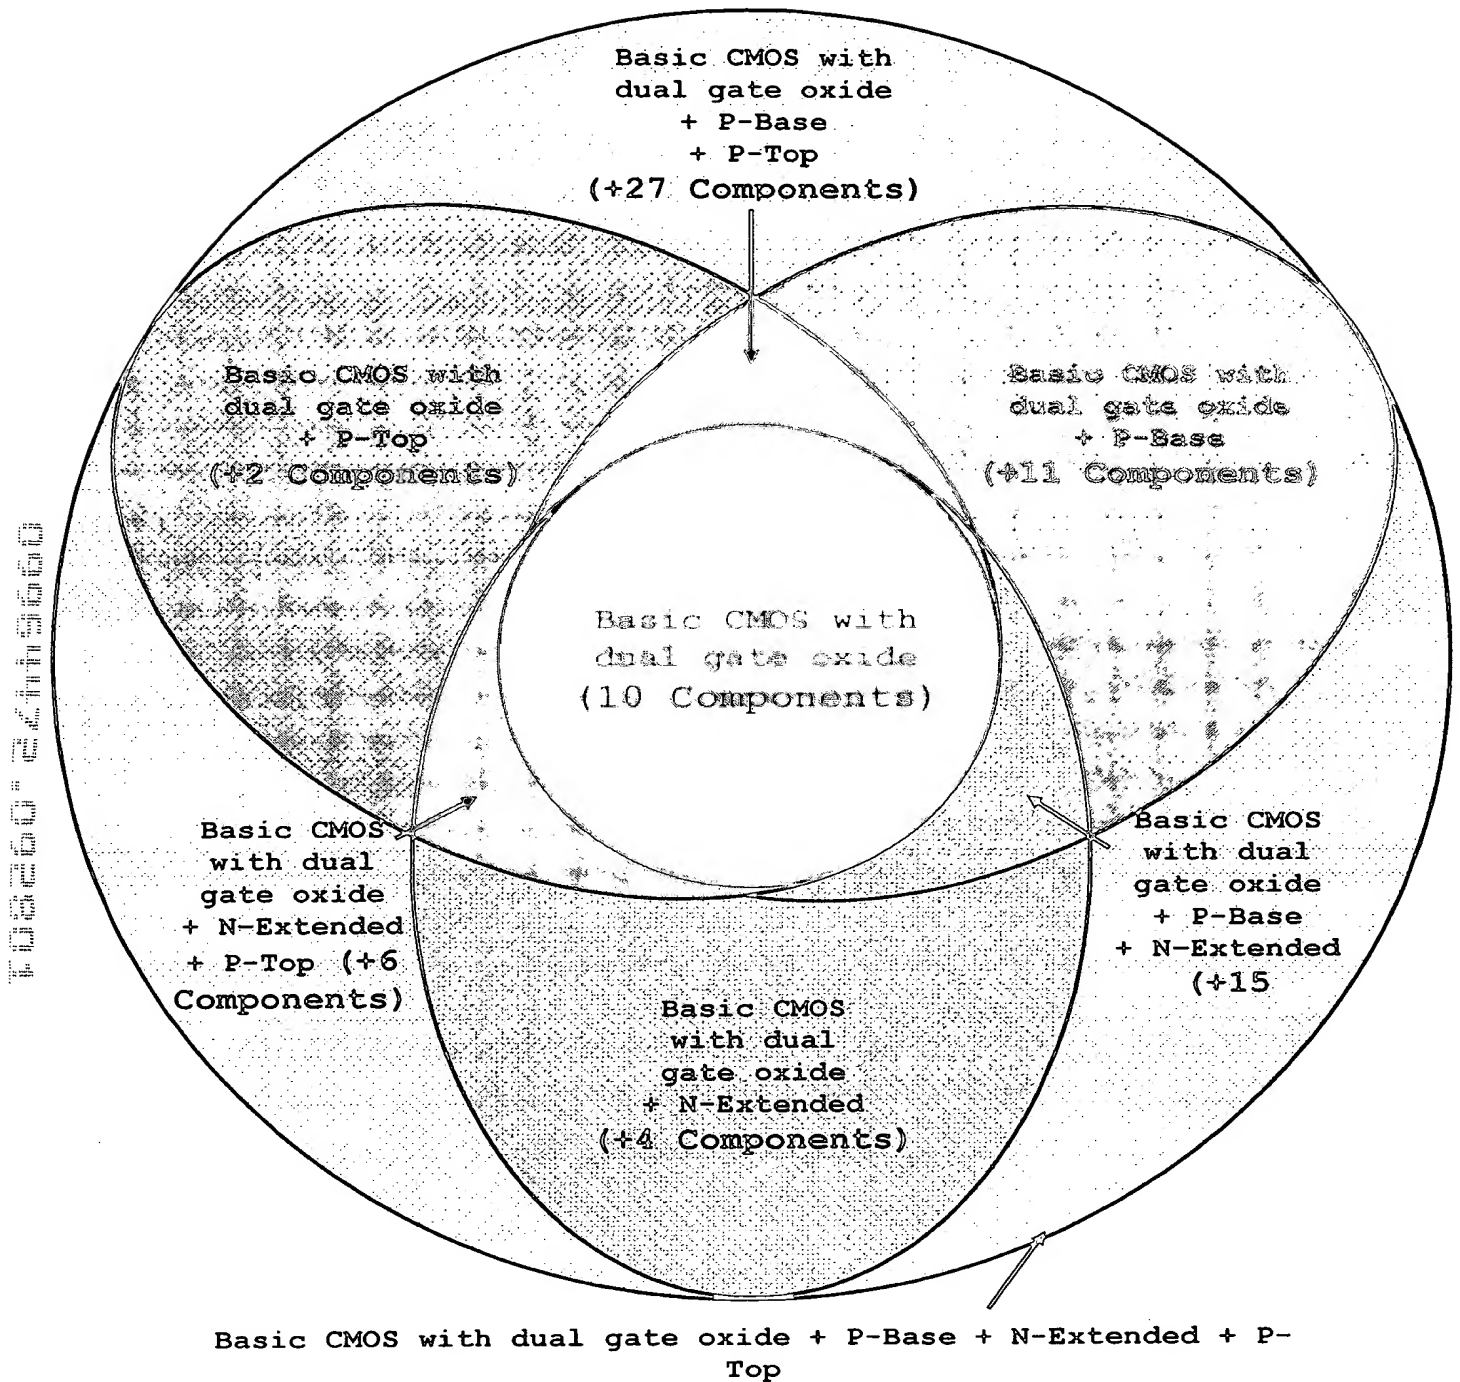 Basic CMOS with
dual gate oxide
+ P-Base
+ P-Top
(+27 Components)
Basic CMOS with
dual gate oxide
+ P-Top
(+2 Components)
Basic CMOS with
dual gate oxide
+ P-Base
(+11 Components)
Basic CMOS with
dual gate oxide
(10 Components)
Basic CMOS
with dual
gate oxide
+ N-Extended
+ P-Top (+6
Components)
Basic CMOS
with dual
gate oxide
+ P-Base
+ N-Extended
(+15
Basic CMOS
with dual
gate oxide
+ N-Extended
(+4 Components)
Basic CMOS with dual gate oxide + P-Base + N-Extended + P-
Top